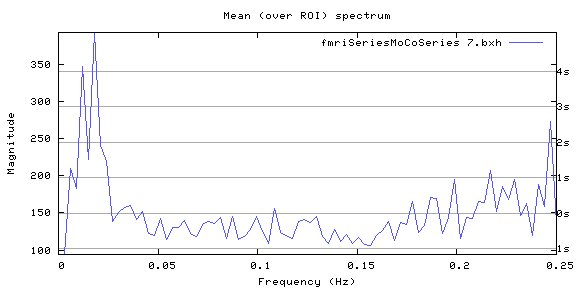 Mean (over ROI) spectrum
fmriSeriesMoCoSeries 7.bxh
350
300
250
200
150
100
Magnitude
4s
3s
2s
1s
0s
1s
0 0.05 0.1 0.15 0.2 0.25
Frequency (Hz)